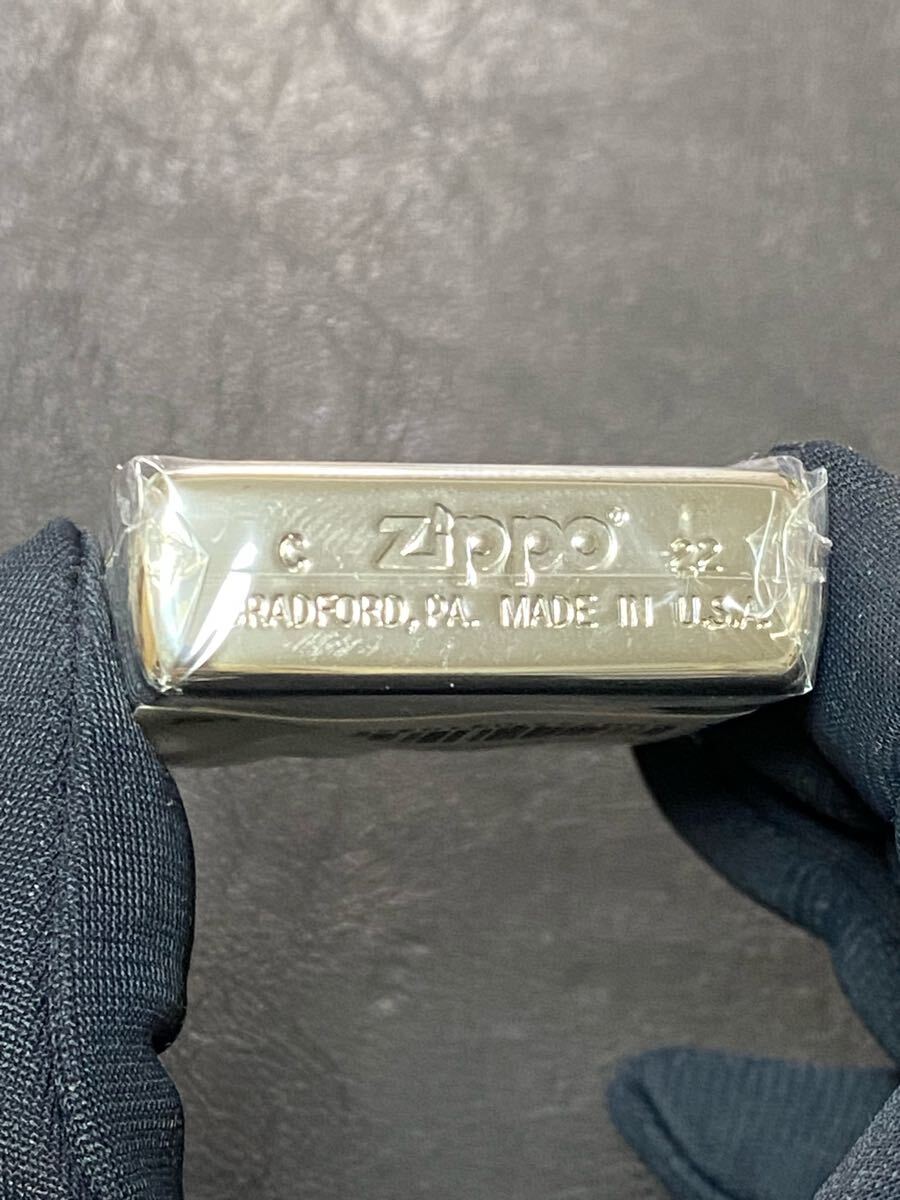 C Zippo® 22
BRADFORD, PA. MADE IN U.S.A.